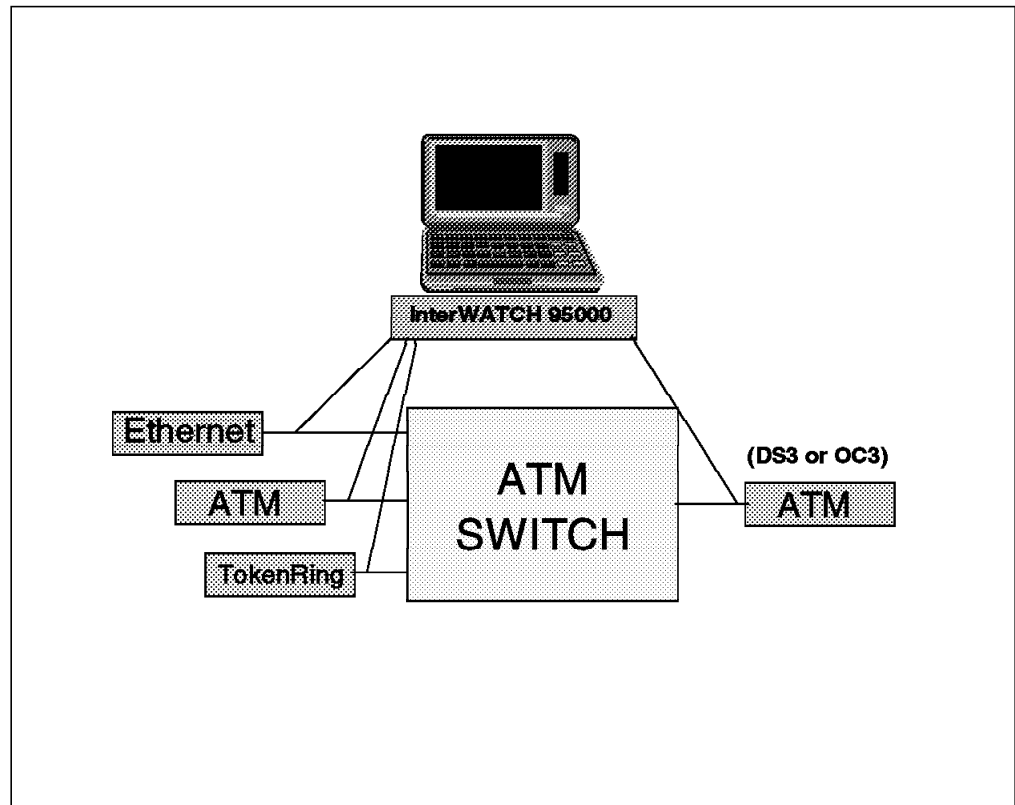 InterWATCH 95000
Ethernet
ATM
TokenRing
ATM
SWITCH
(DS3 or OC3)
ATM